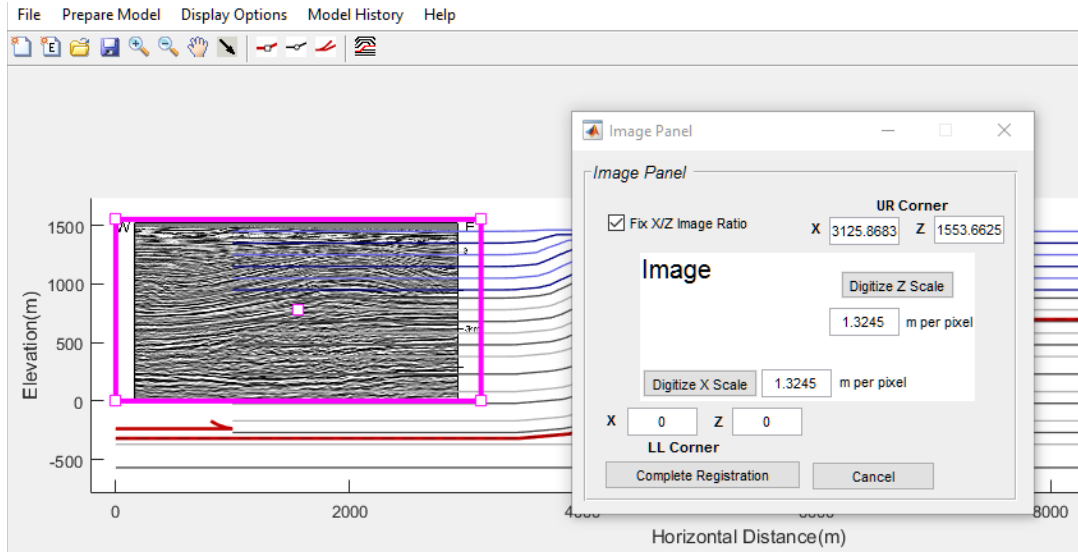 File Prepare Model Display Options Model History Help
E
Image Panel
Image Panel
UR Corner
Fix X/Z Image Ratio X 3125.8683 Z 1553.6625
Image
Digitize Z Scale
1.3245 m per pixel
Digitize X Scale 1.3245 m per pixel
X 0 Z 0
LL Corner
Complete Registration Cancel
1500
1000
500
0
-500
Elevation(m)
W E
0 2000 4000 8000
Horizontal Distance(m)